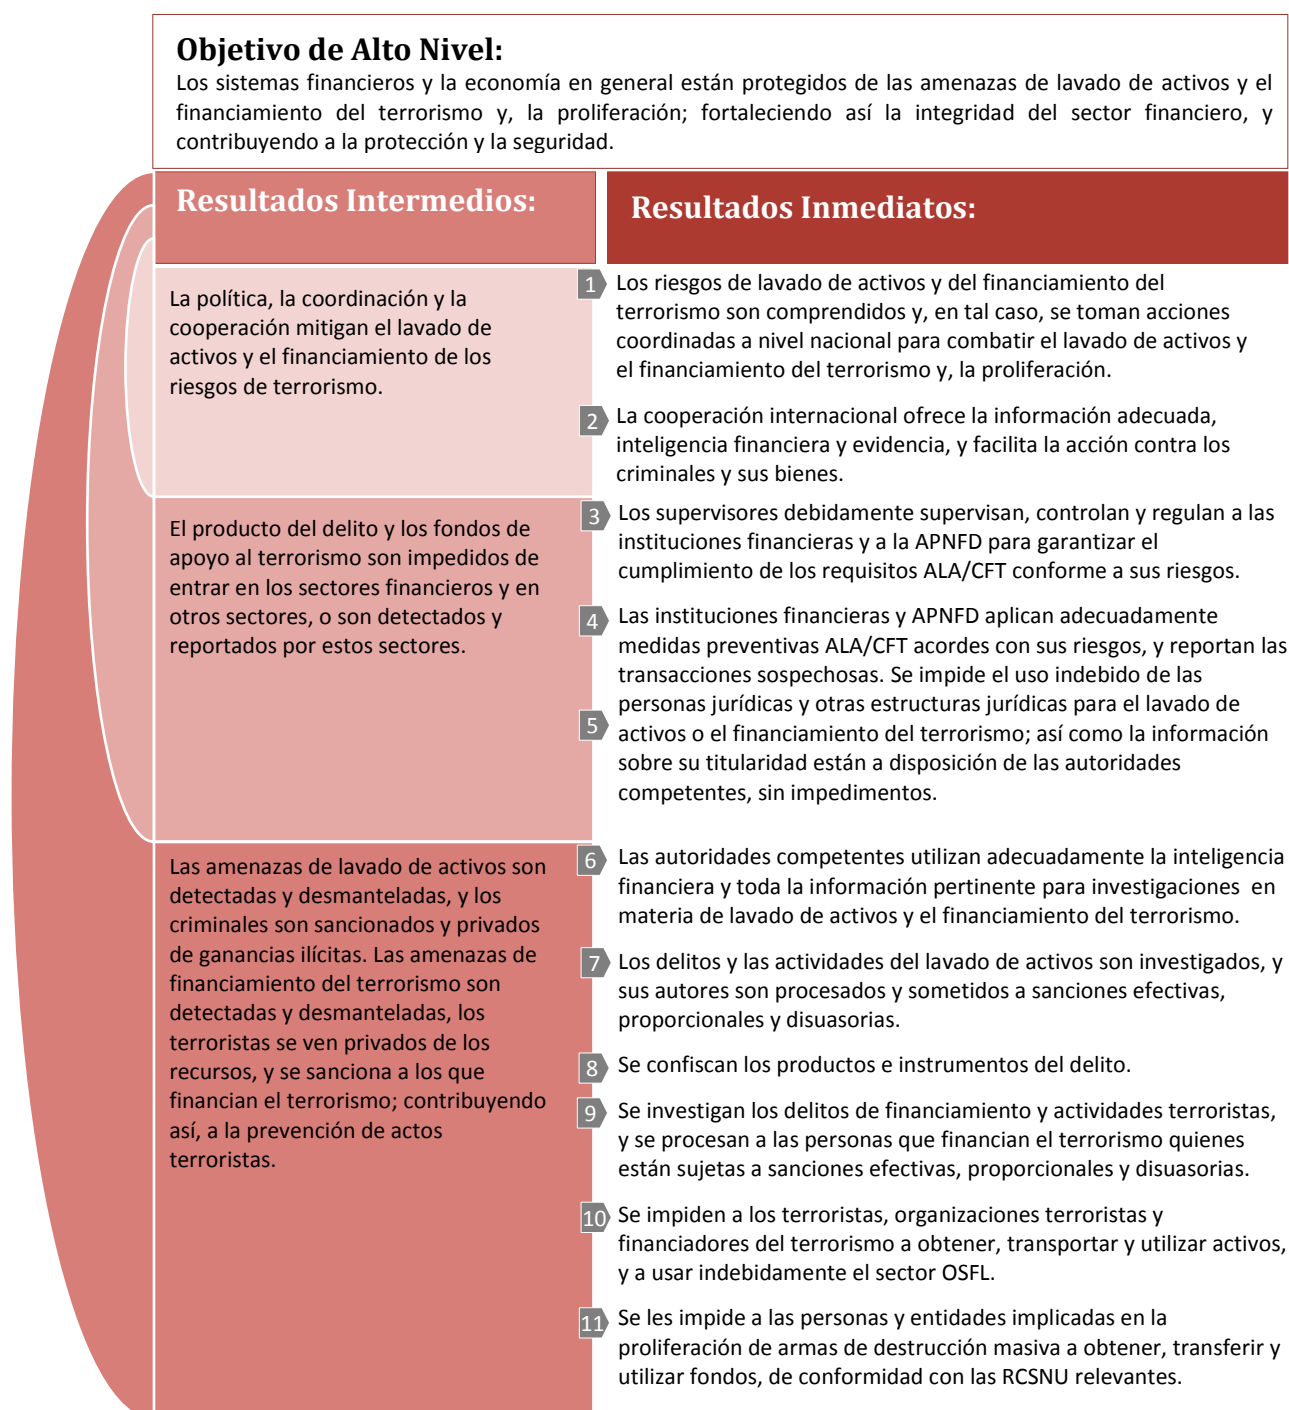 Objetivo de Alto Nivel:
Los sistemas financieros y la economía en general están protegidos de las amenazas de lavado de activos y el
financiamiento del terrorismo y, la proliferación; fortaleciendo así la integridad del sector financiero, y
contribuyendo a la protección y la seguridad.
Resultados Intermedios:
Resultados Inmediatos:
La política, la coordinación y la
cooperación mitigan el lavado de
activos y el financiamiento de los
riesgos de terrorismo.
1
Los riesgos de lavado de activos y del financiamiento del
terrorismo son comprendidos y, en tal caso, se toman acciones
coordinadas a nivel nacional para combatir el lavado de activos y
el financiamiento del terrorismo y, la proliferación.
2
La cooperación internacional ofrece la información adecuada,
inteligencia financiera y evidencia, y facilita la acción contra los
criminales y sus bienes.
El producto del delito y los fondos de
apoyo al terrorismo son impedidos de
entrar en los sectores financieros y en
otros sectores, o son detectados y
reportados por estos sectores.
3
Los supervisores debidamente supervisan, controlan y regulan a las
instituciones financieras y a la APNFD para garantizar el
cumplimiento de los requisitos ALA/CFT conforme a sus riesgos.
4
Las instituciones financieras y APNFD aplican adecuadamente
medidas preventivas ALA/CFT acordes con sus riesgos, y reportan las
transacciones sospechosas. Se impide el uso indebido de las
personas jurídicas y otras estructuras jurídicas para el lavado de
5
activos o el financiamiento del terrorismo; así como la información
sobre su titularidad están a disposición de las autoridades
competentes, sin impedimentos.
Las amenazas de lavado de activos son
detectadas y desmanteladas, y los
criminales son sancionados y privados
de ganancias ilícitas. Las amenazas de
financiamiento del terrorismo son
detectadas y desmanteladas, los
terroristas se ven privados de los
recursos, y se sanciona a los que
financian el terrorismo; contribuyendo
así, a la prevención de actos
terroristas.
6
Las autoridades competentes utilizan adecuadamente la inteligencia
financiera y toda la información pertinente para investigaciones en
materia de lavado de activos y el financiamiento del terrorismo.
7
Los delitos y las actividades del lavado de activos son investigados, y
sus autores son procesados y sometidos a sanciones efectivas,
proporcionales y disuasorias.
8
Se confiscan los productos e instrumentos del delito.
9
Se investigan los delitos de financiamiento y actividades terroristas,
y se procesan a las personas que financian el terrorismo quienes
están sujetas a sanciones efectivas, proporcionales y disuasorias.
10
Se impiden a los terroristas, organizaciones terroristas y
financiadores del terrorismo a obtener, transportar y utilizar activos,
y a usar indebidamente el sector OSFL.
11
Se les impide a las personas y entidades implicadas en la
proliferación de armas de destrucción masiva a obtener, transferir y
utilizar fondos, de conformidad con las RCSNU relevantes.